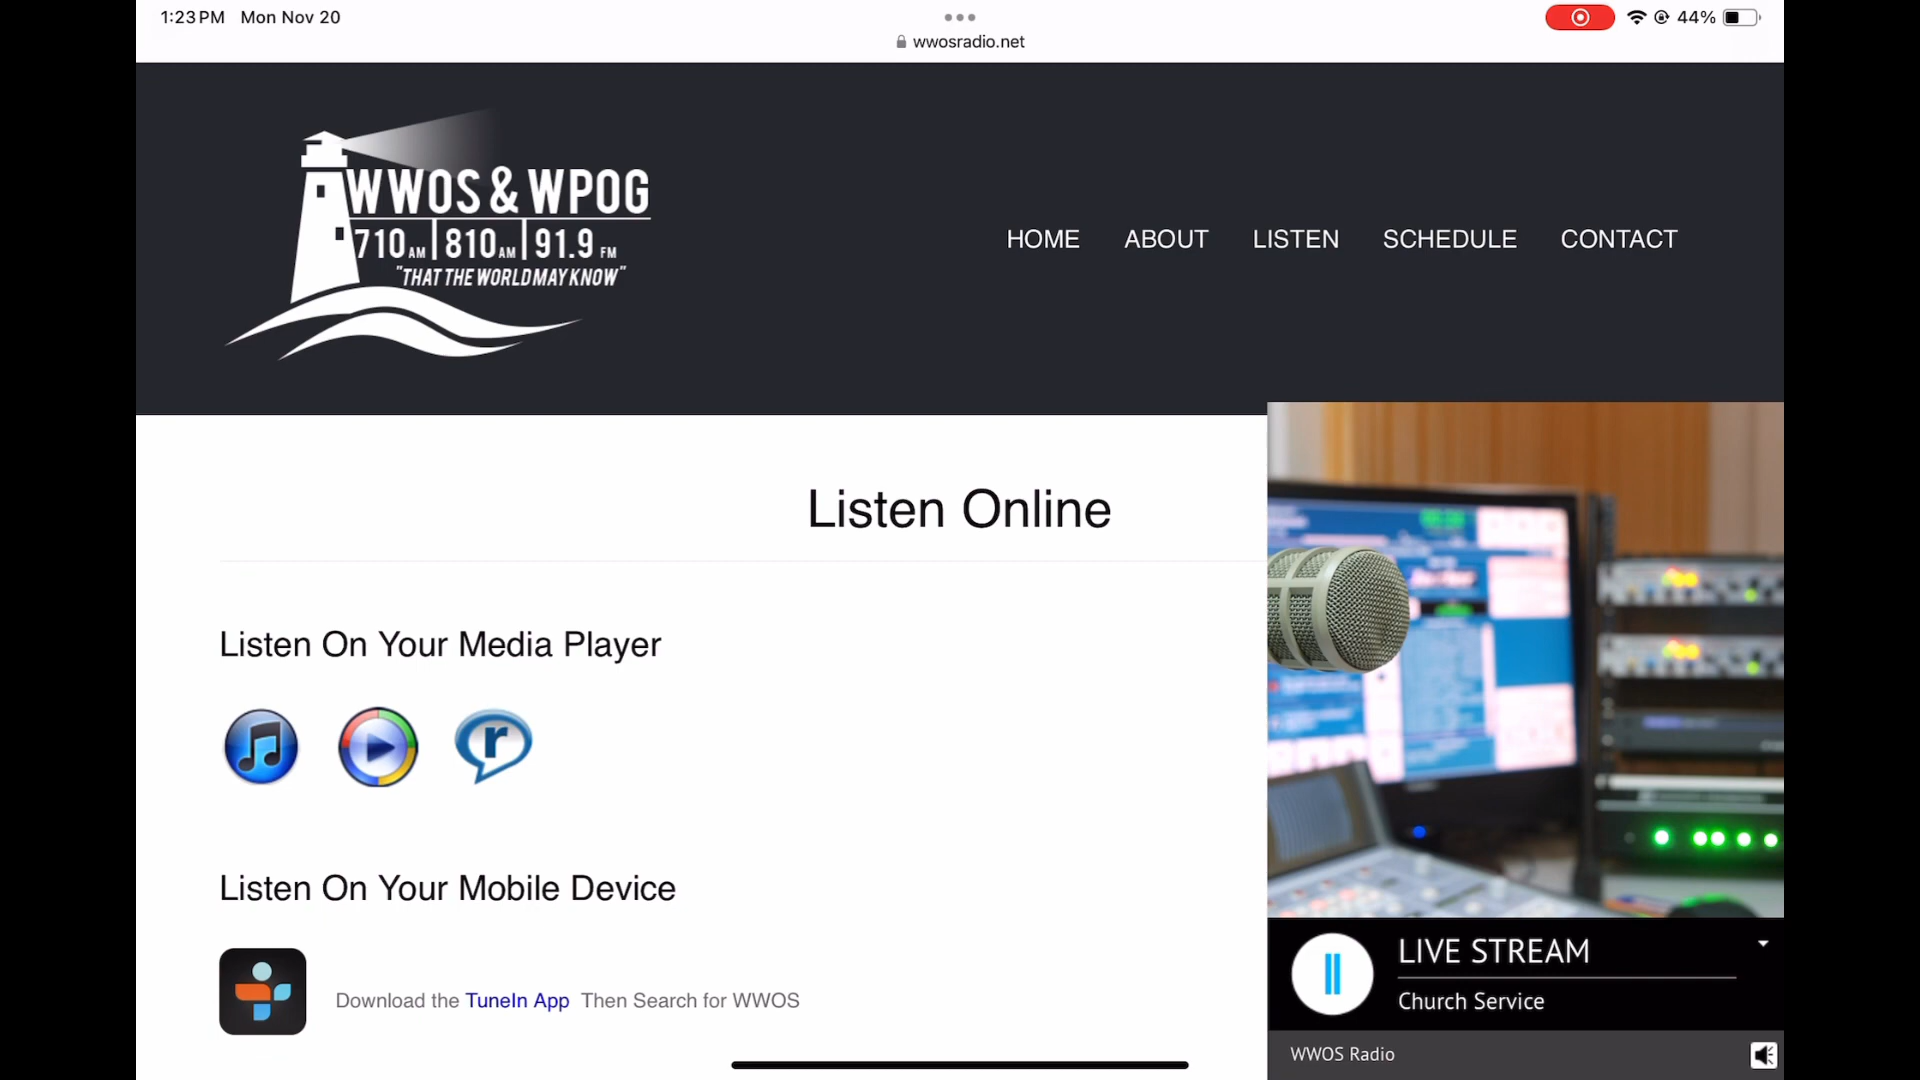 1:23 PM Mon Nov 20
44%
wwosradio.net
WWOS & WPOG
710 AM | 810 AM | 91.9 FM
"THAT THE WORLD MAY KNOW"
HOME ABOUT LISTEN SCHEDULE CONTACT
Listen Online
Listen On Your Media Player
r
Listen On Your Mobile Device
Download the TuneIn App Then Search for WWOS
LIVE STREAM
Church Service
WWOS Radio